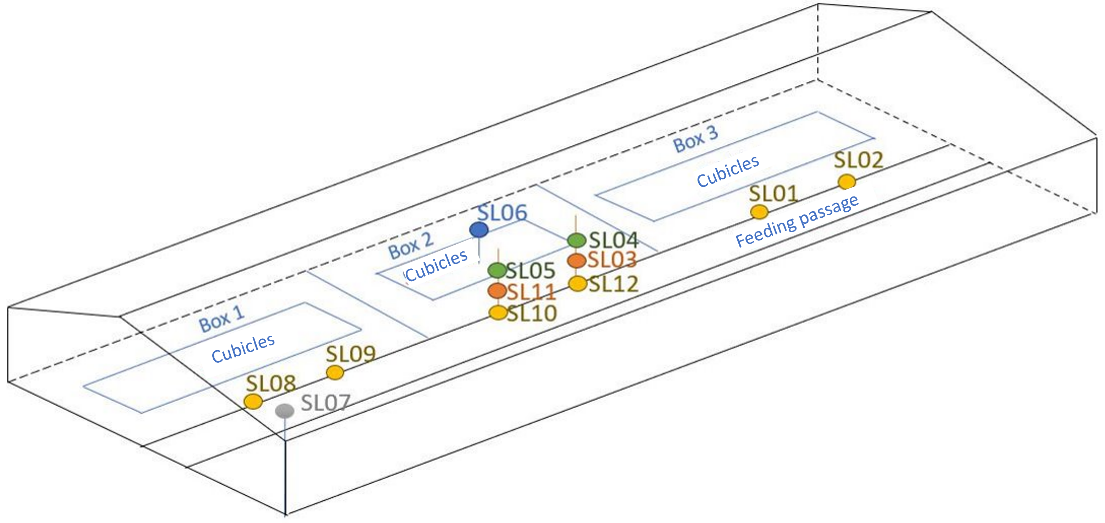 Box 3
Cubicles
SL02
SL01
Feeding passage
SL06
Box 2
Cubicles
SL04
SL03
SL12
SL05
SL11
SL10
Box 1
Cubicles
SL09
SL08
SL07